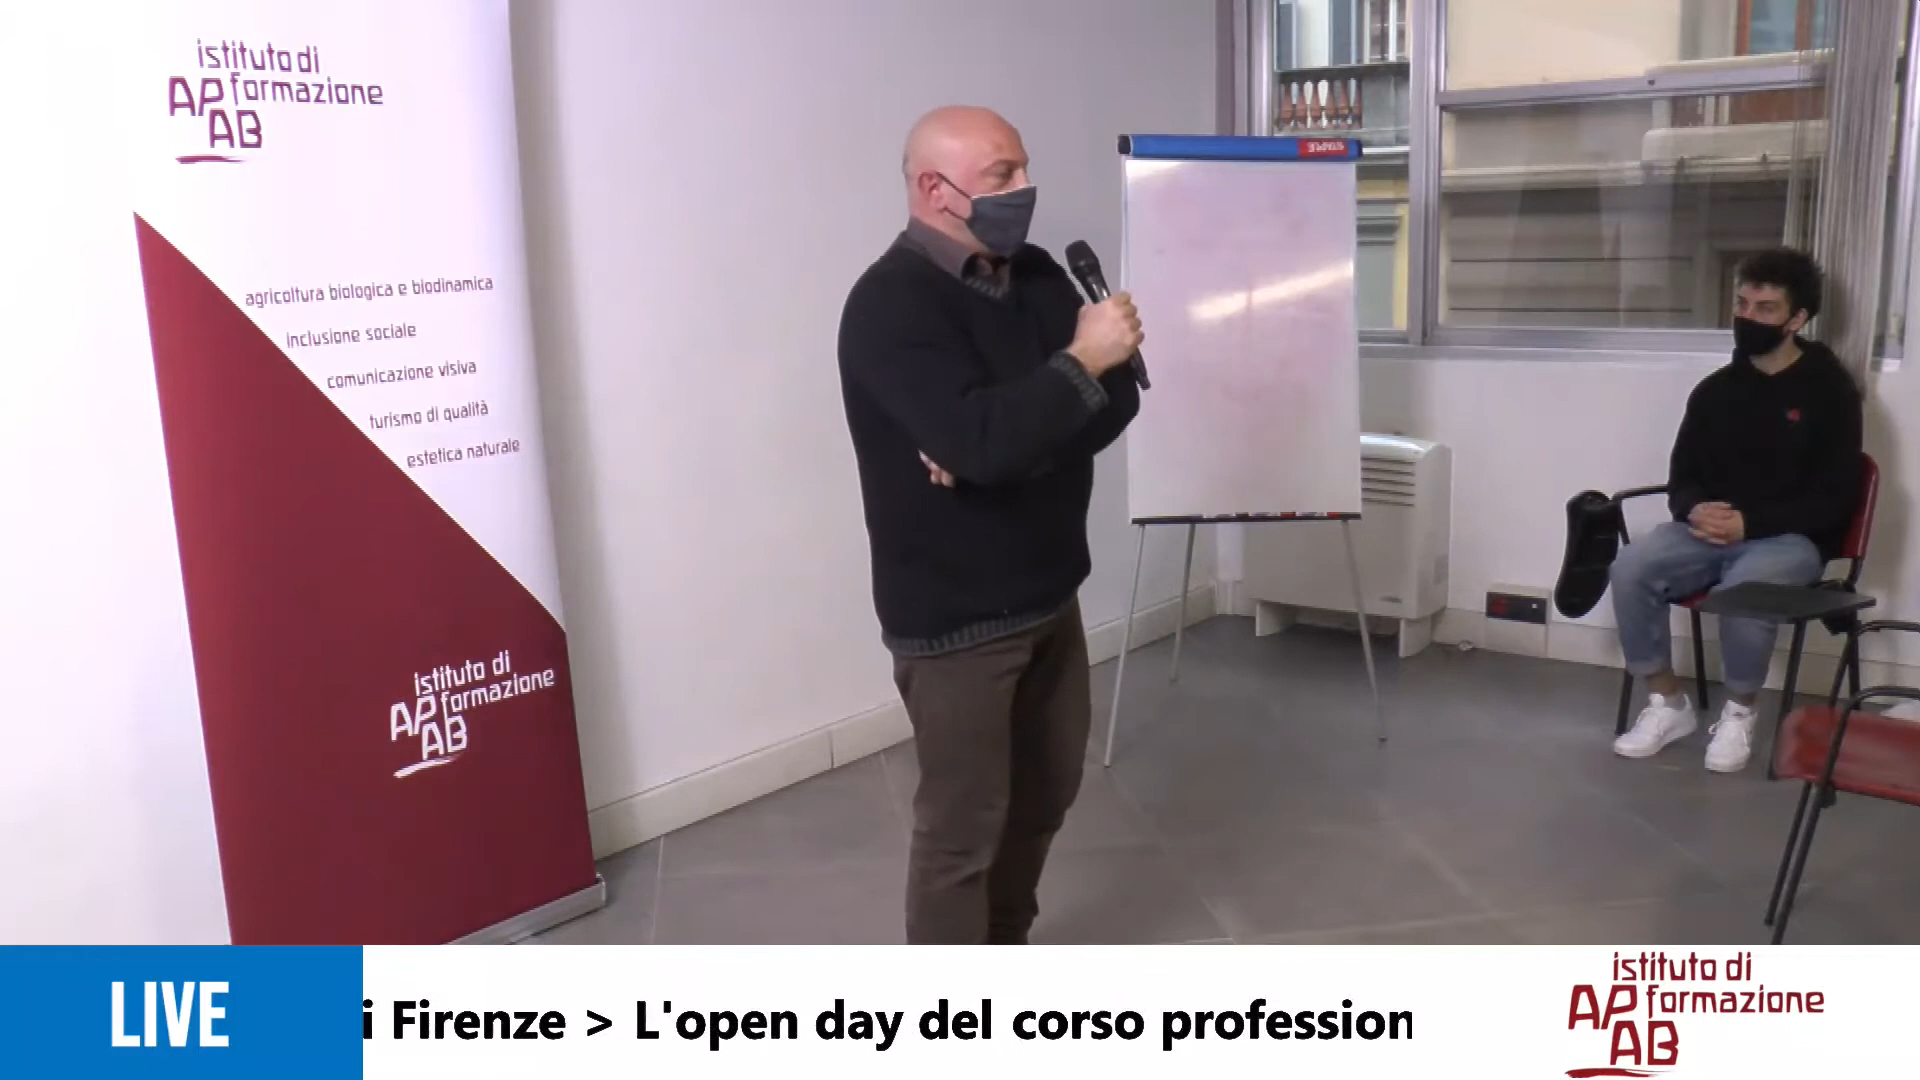 istituto di
formazione
AP
AB
agricoltura biologica e biodinamica
inclusione sociale
comunicazione visiva
turismo di qualità
estetica naturale
istituto di
formazione
AP
AB
LIVE
i Firenze > L'open day del corso profession
istituto di
formazione
AP
AB